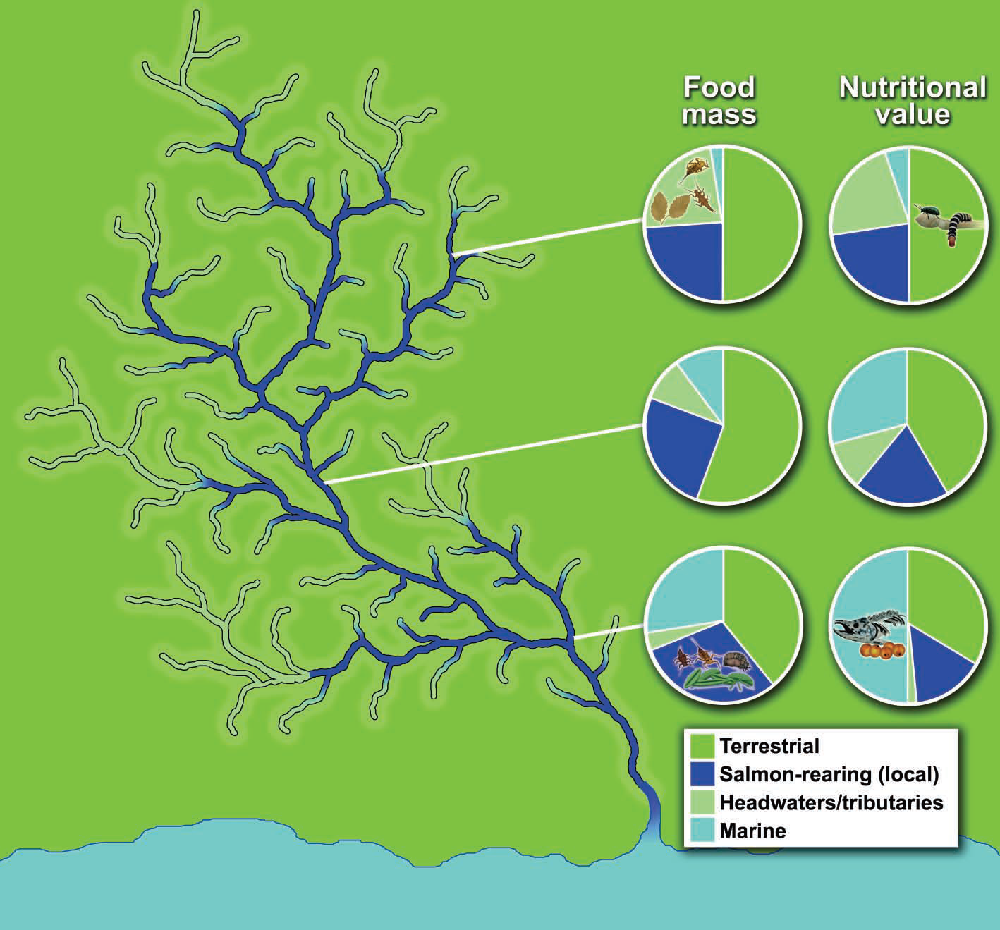 Food
mass
Nutritional
value
Terrestrial
Salmon-rearing (local)
Headwaters/tributaries
Marine